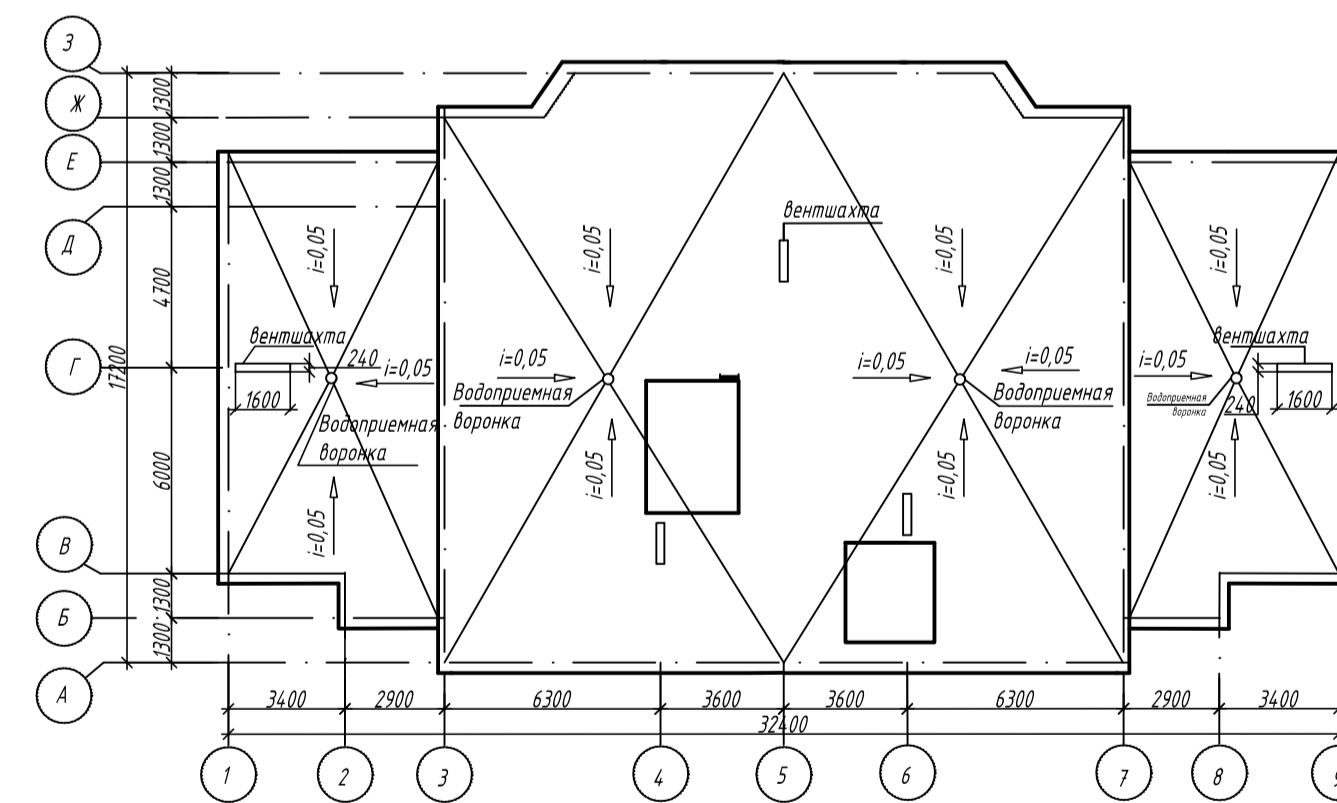 З
Ж
Е
Д
Г
В
Б
А
1300
1300
1300
4700
6000
1300
1300
17200
i=0,05
i=0,05
i=0,05
i=0,05
вентшахта
вентшахта
240
i=0,05
1600
Водоприемная
воронка
i=0,05
i=0,05
Водоприемная
воронка
i=0,05
i=0,05
i=0,05
Водоприемная
воронка
i=0,05
i=0,05
Водоприемная
воронка
вентшахта
240
1600
i=0,05
3400
2900
6300
3600
3600
6300
2900
3400
32400
1
2
3
4
5
6
7
8
9